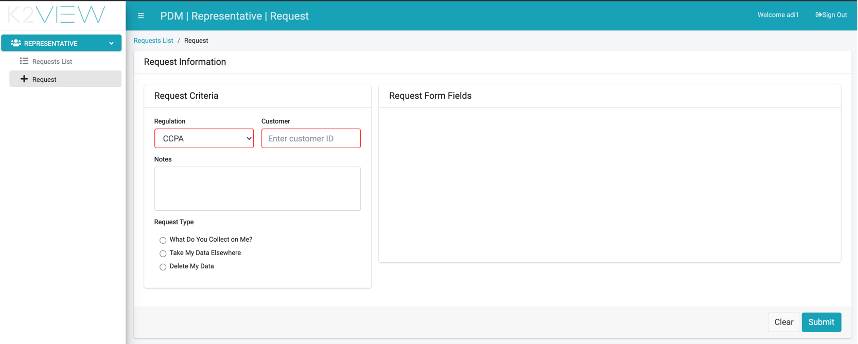 K2VIEW
PDM | Representative | Request
Welcome adi1
Sign Out
REPRESENTATIVE
Requests List
Request
Requests List / Request
Request Information
Request Criteria
Regulation
Customer
CCPA
Enter customer ID
Notes
Request Type
What Do You Collect on Me?
Take My Data Elsewhere
Delete My Data
Request Form Fields
Clear
Submit